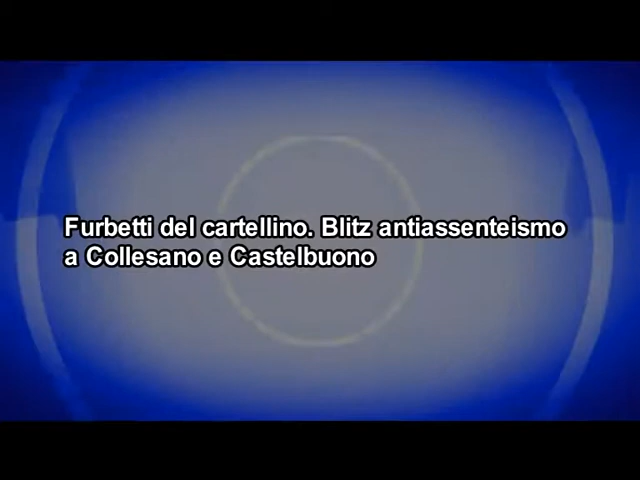 Furbetti del cartellino. Blitz antiassenteismo
a Collesano e Castelbuono